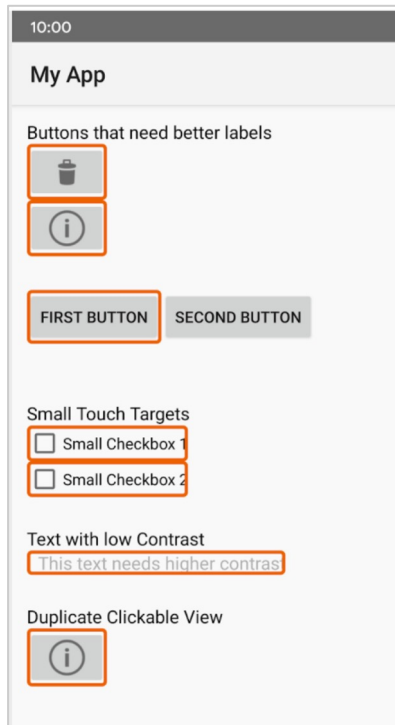 10:00
My App
Buttons that need better labels
FIRST BUTTON SECOND BUTTON
Small Touch Targets
Small Checkbox 1
Small Checkbox 2
Text with low Contrast
This text needs higher contrast
Duplicate Clickable View